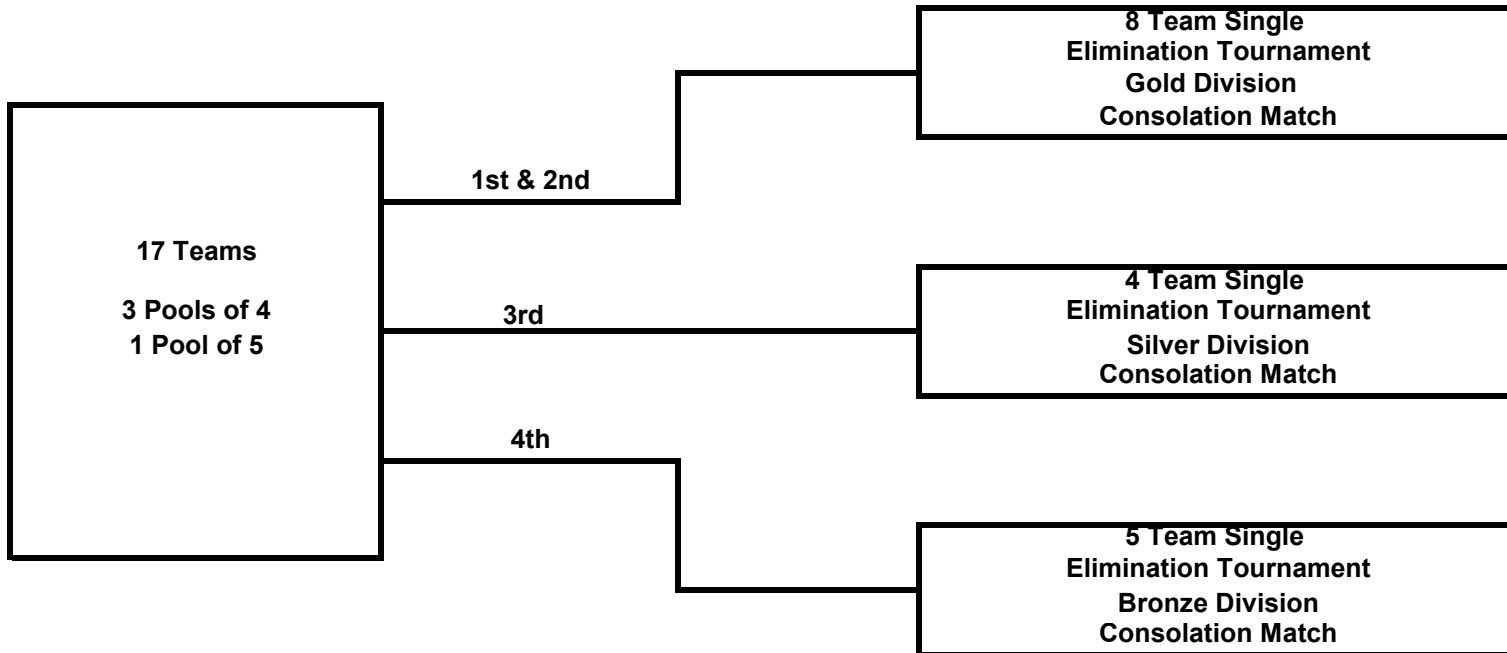 17 Teams
3 Pools of 4
1 Pool of 5
1st & 2nd
3rd
4th
8 Team Single
Elimination Tournament
Gold Division
Consolation Match
4 Team Single
Elimination Tournament
Silver Division
Consolation Match
5 Team Single
Elimination Tournament
Bronze Division
Consolation Match